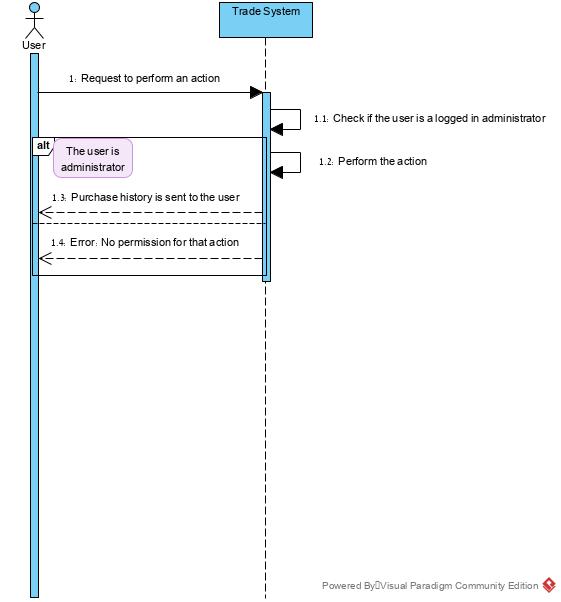 Trade System
User
1: Request to perform an action
1.1: Check if the user is a logged in administrator
alt
The user is
administrator
1.2: Perform the action
1.3: Purchase history is sent to the user
1.4: Error: No permission for that action
Powered By▯Visual Paradigm Community Edition